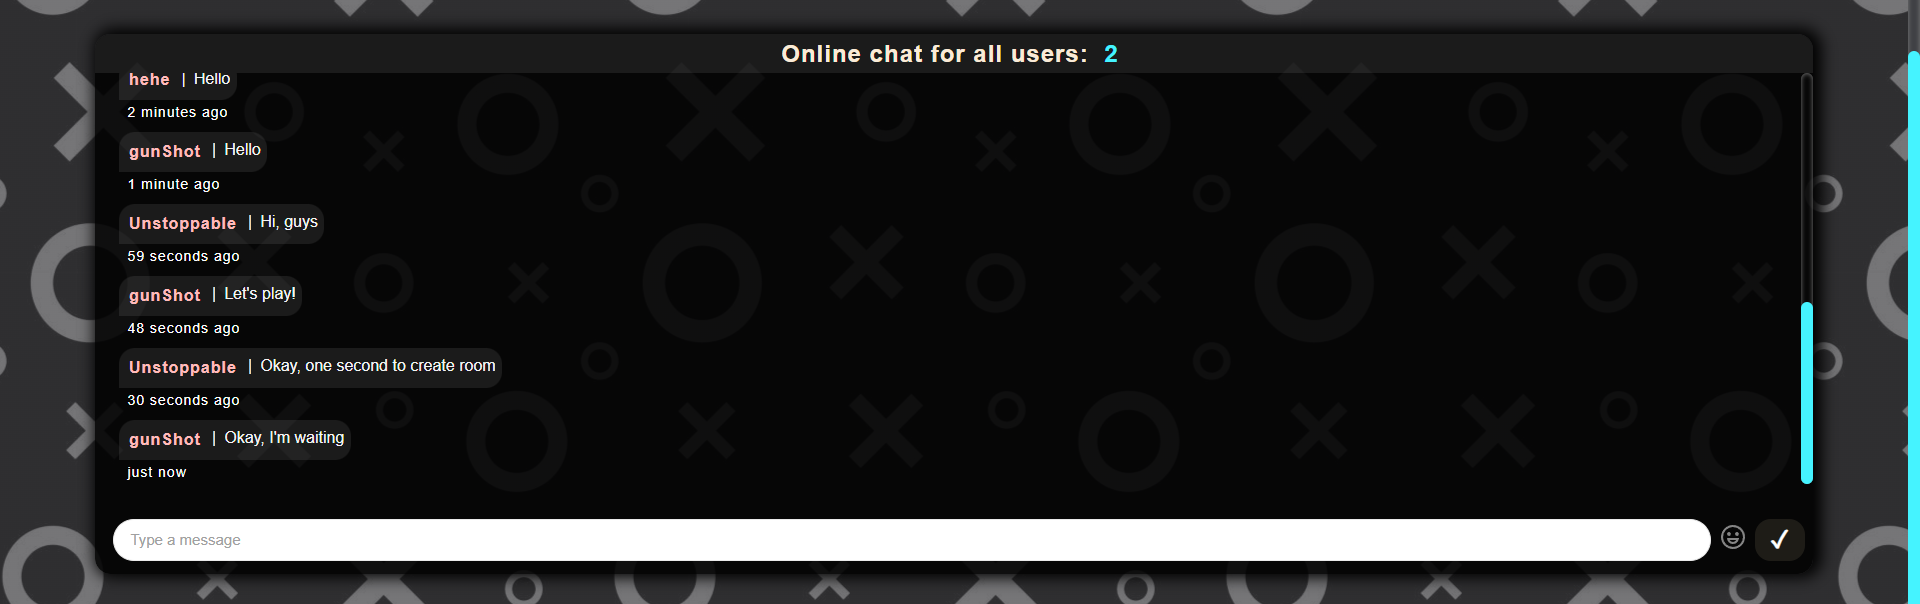 Online chat for all users: 2
hehe | Hello
2 minutes ago
gunShot | Hello
1 minute ago
Unstoppable | Hi, guys
59 seconds ago
gunShot | Let's play!
48 seconds ago
Unstoppable | Okay, one second to create room
30 seconds ago
gunShot | Okay, I'm waiting
just now
Type a message